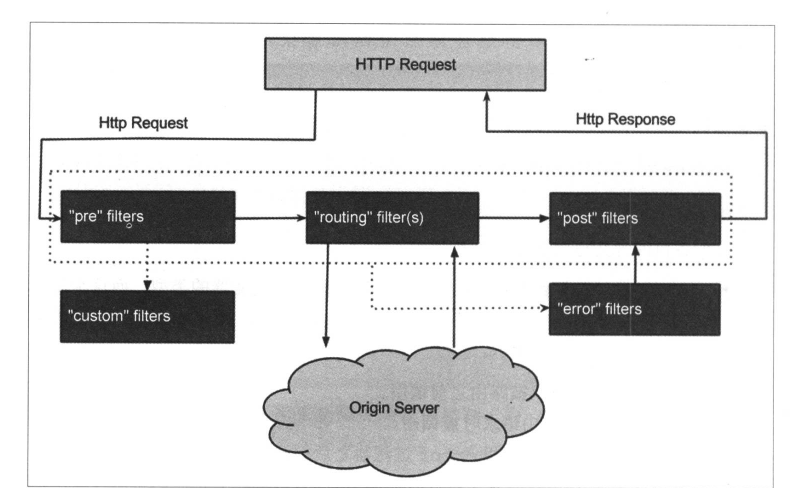 HTTP Request
Http Request
Http Response
"pre" filters
"routing" filter(s)
"post" filters
"custom" filters
"error" filters
Origin Server